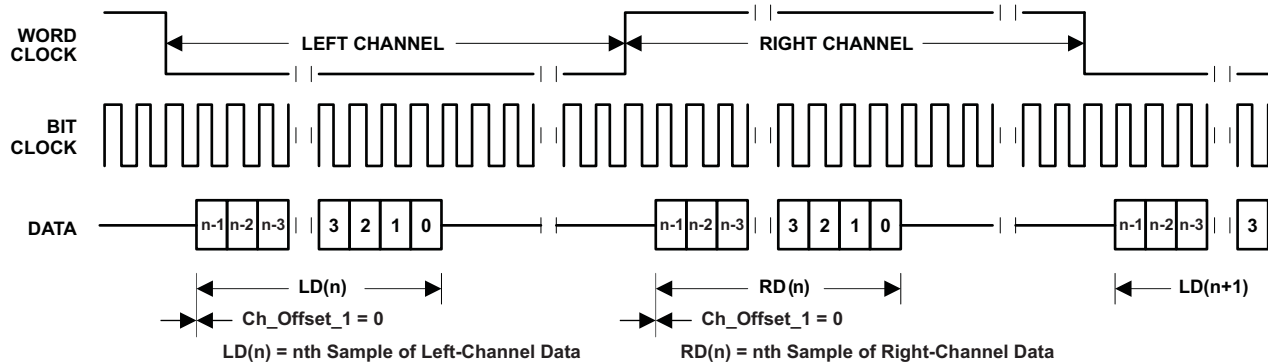 WORD
CLOCK
LEFT CHANNEL
RIGHT CHANNEL
BIT
CLOCK
DATA
n-1 n-2 n-3 3 2 1 0 n-1 n-2 n-3 3 2 1 0 n-1 n-2 n-3 3
LD(n) RD(n) LD(n+1)
Ch_Offset_1 = 0 Ch_Offset_1 = 0
LD(n) = nth Sample of Left-Channel Data RD(n) = nth Sample of Right-Channel Data